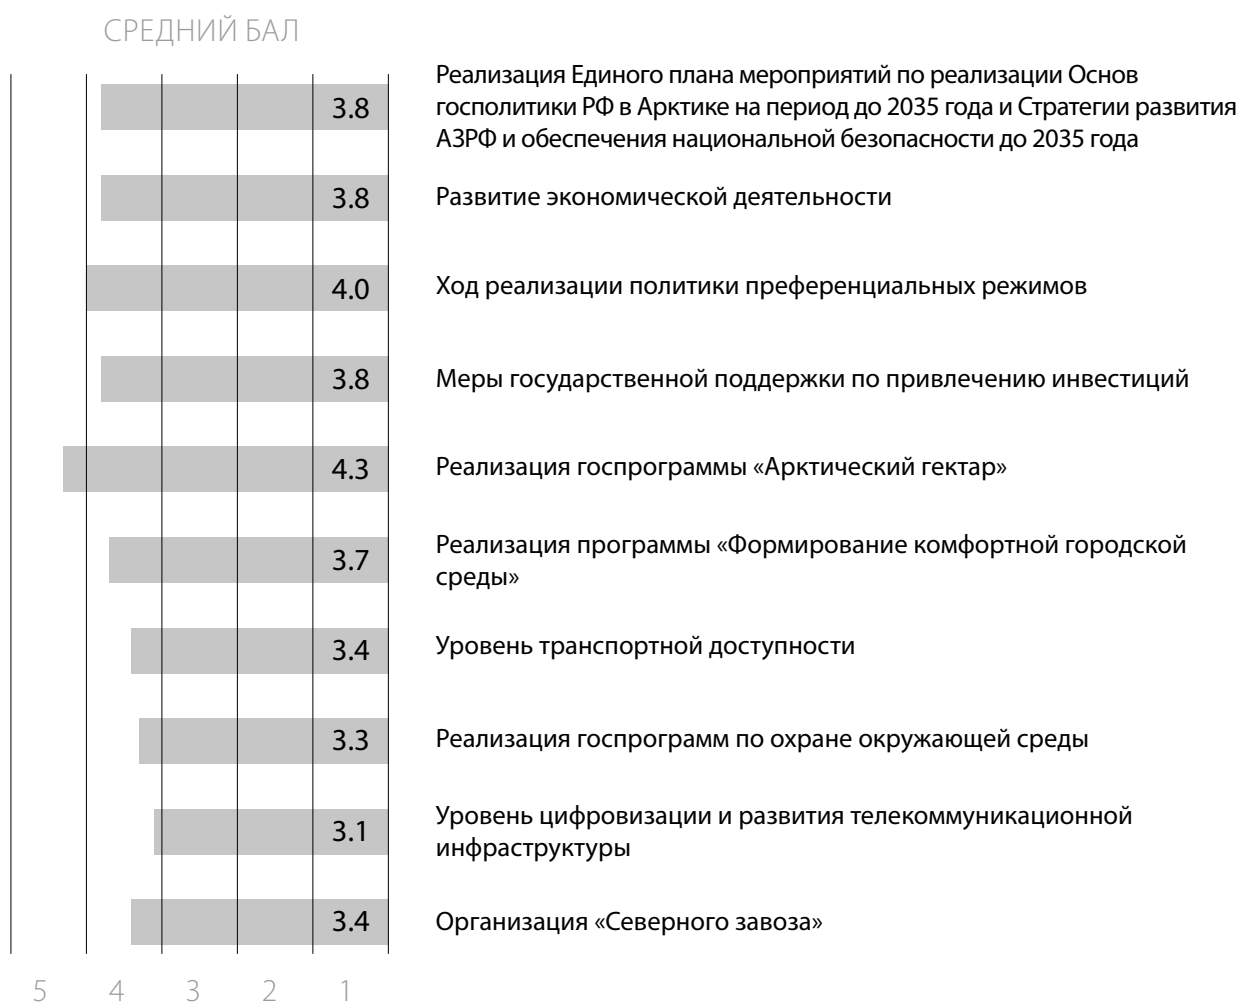 СРЕДНИЙ БАЛ
3.8
Реализация Единого плана мероприятий по реализации Основ
госполитики РФ в Арктике на период до 2035 года и Стратегии развития
АЗРФ и обеспечения национальной безопасности до 2035 года
3.8
Развитие экономической деятельности
4.0
Ход реализации политики преференциальных режимов
3.8
Меры государственной поддержки по привлечению инвестиций
4.3
Реализация госпрограммы «Арктический гектар»
3.7
Реализация программы «Формирование комфортной городской
среды»
3.4
Уровень транспортной доступности
3.3
Реализация госпрограмм по охране окружающей среды
3.1
Уровень цифровизации и развития телекоммуникационной
инфраструктуры
3.4
Организация «Северного завоза»
5 4 3 2 1